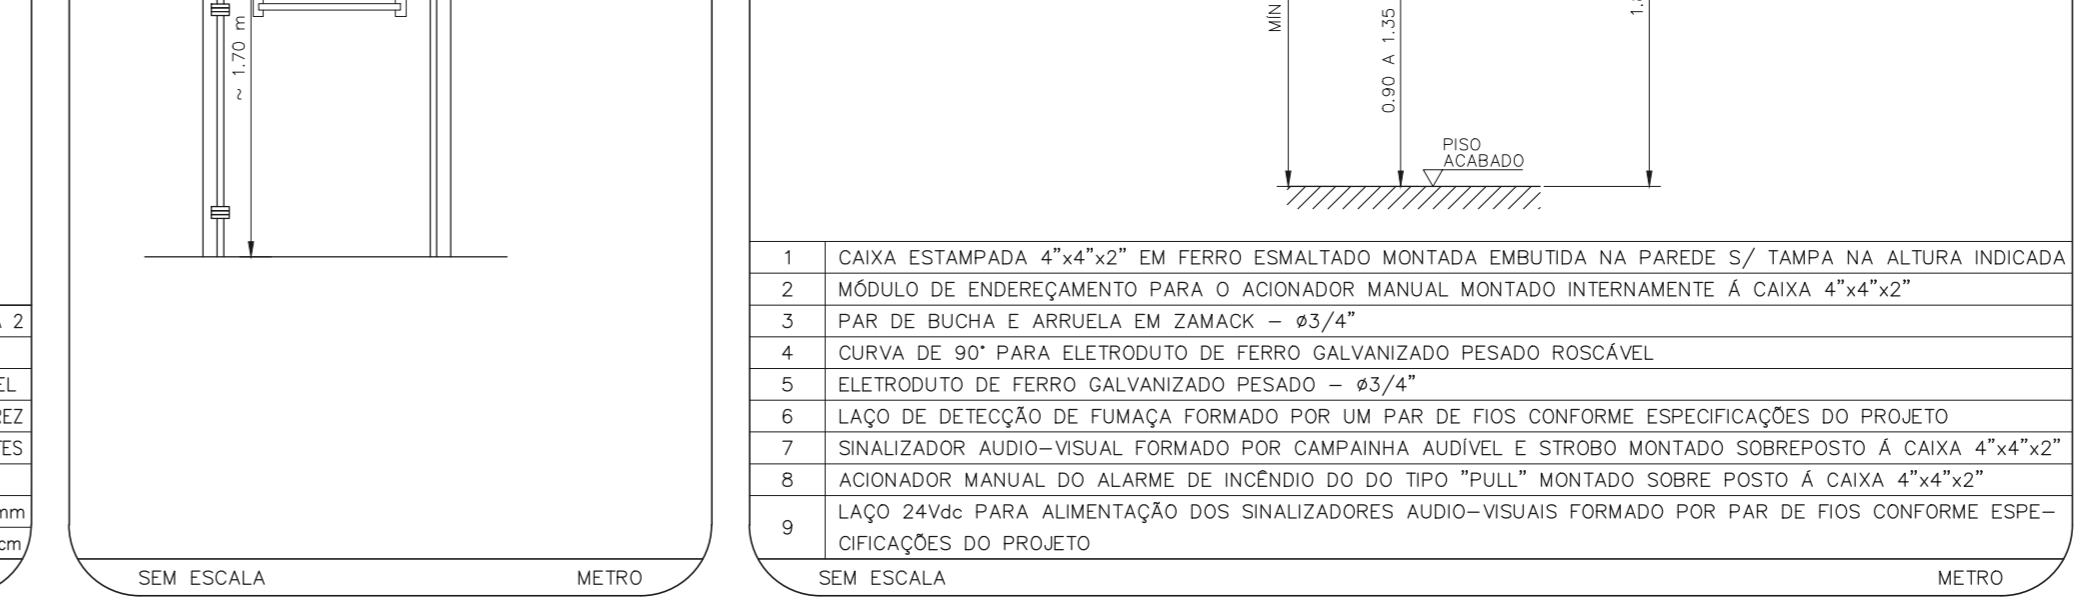 ~ 1.70 m
MÍN
0.90 A 1.35
PISO
ACABADO
2
mm
cm
SEM ESCALA
METRO
1 CAIXA ESTAMPADA 4”x4”x2” EM FERRO ESMALTADO MONTADA EMBUTIDA NA PAREDE S/ TAMPA NA ALTURA INDICADA
2 MÓDULO DE ENDEREÇAMENTO PARA O ACIONADOR MANUAL MONTADO INTERNAMENTE Á CAIXA 4”x4”x2”
3 PAR DE BUCHA E ARRUELA EM ZAMACK – ø3/4”
4 CURVA DE 90° PARA ELETRODUTO DE FERRO GALVANIZADO PESADO ROSCÁVEL
5 ELETRODUTO DE FERRO GALVANIZADO PESADO – ø3/4”
6 LAÇO DE DETECÇÃO DE FUMAÇA FORMADO POR UM PAR DE FIOS CONFORME ESPECIFICAÇÕES DO PROJETO
7 SINALIZADOR AUDIO–VISUAL FORMADO POR CAMPAINHA AUDÍVEL E STROBO MONTADO SOBREPOSTO Á CAIXA 4”x4”x2”
8 ACIONADOR MANUAL DO ALARME DE INCÊNDIO DO DO TIPO ”PULL” MONTADO SOBRE POSTO Á CAIXA 4”x4”x2”
9 LAÇO 24Vdc PARA ALIMENTAÇÃO DOS SINALIZADORES AUDIO–VISUAIS FORMADO POR PAR DE FIOS CONFORME ESPE–
CIFICAÇÕES DO PROJETO
SEM ESCALA
METRO